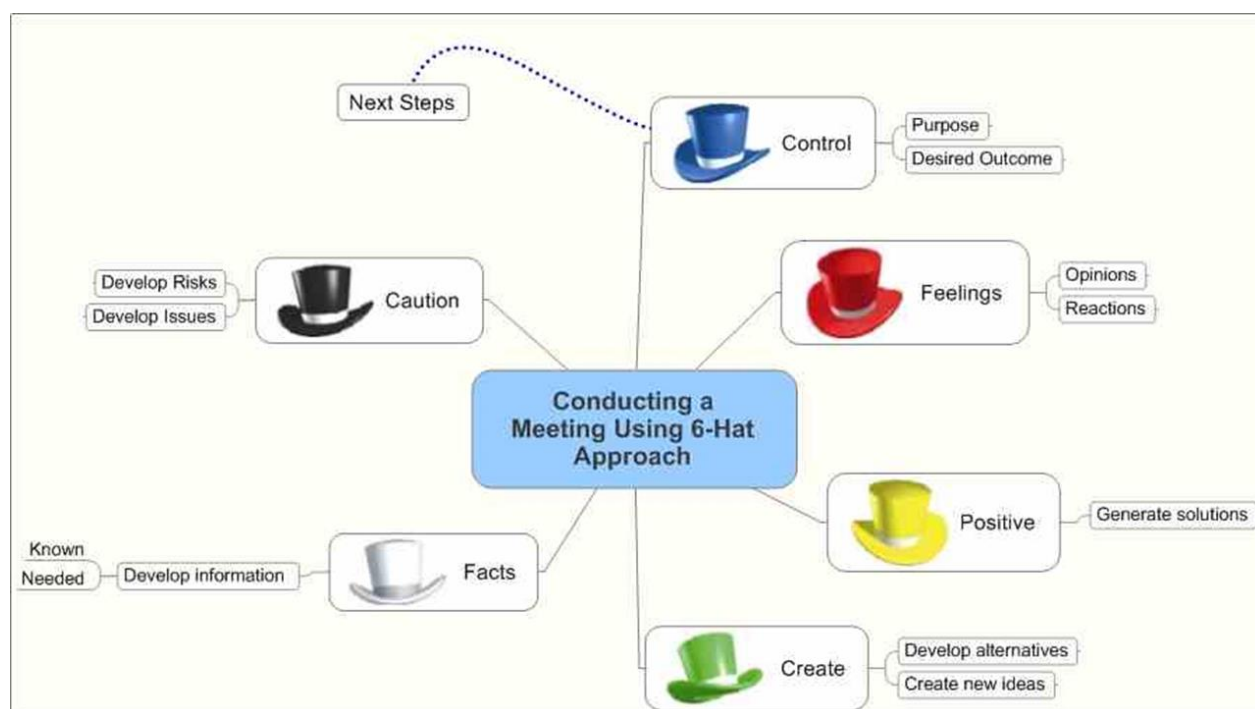 Next Steps
Control
Purpose
Desired Outcome
Feelings
Opinions
Reactions
Caution
Develop Risks
Develop Issues
Conducting a
Meeting Using 6-Hat
Approach
Positive
Generate solutions
Facts
Develop information
Known
Needed
Create
Develop alternatives
Create new ideas